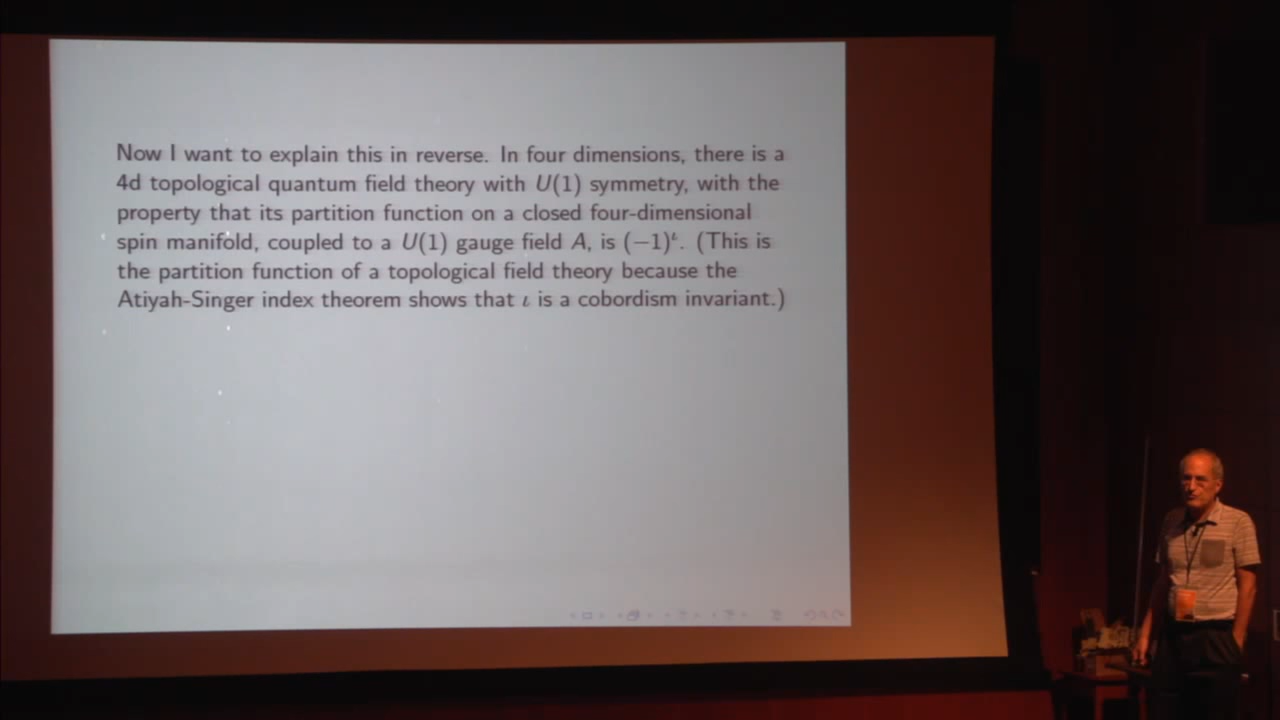 Now I want to explain this in reverse. In four dimensions, there is a
4d topological quantum field theory with U(1) symmetry, with the
property that its partition function on a closed four-dimensional
spin manifold, coupled to a U(1) gauge field A, is (−1)^ι. (This is
the partition function of a topological field theory because the
Atiyah-Singer index theorem shows that ι is a cobordism invariant.)